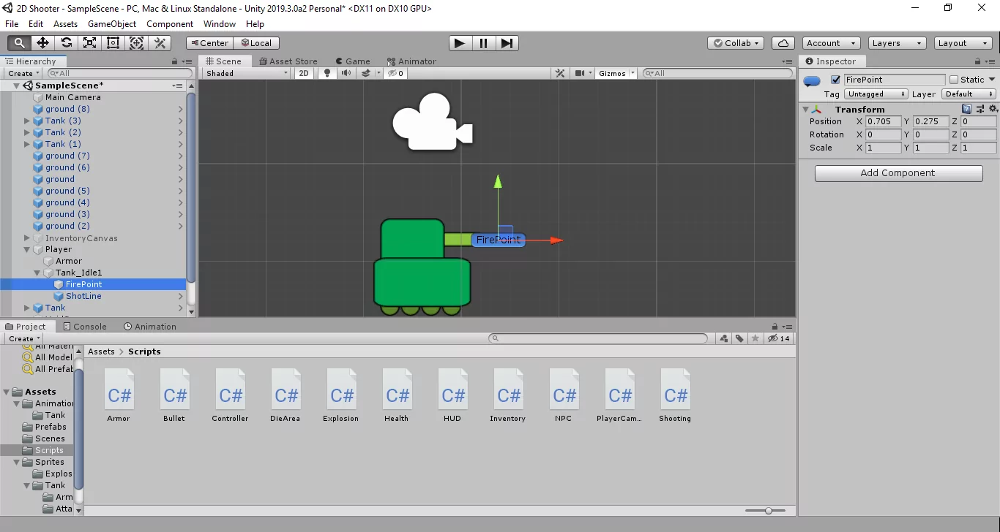 2D Shooter - SampleScene - PC, Mac & Linux Standalone - Unity 2019.3.0a2 Personal* <DX11 on DX10 GPU>
File Edit Assets GameObject Component Window Help
Center Local Collab Account Layers Layout
Hierarchy Scene Asset Store Game Animator Inspector
Create All Shaded 2D 0 Gizmos All
SampleScene*
Main Camera
ground (8)
Tank (3)
Tank (2)
Tank (1)
ground (7)
ground (6)
ground
ground (5)
ground (4)
ground (3)
ground (2)
InventoryCanvas
Player
Armor
Tank_Idle1
FirePoint
ShotLine
Tank
FirePoint
FirePoint Static
Tag Untagged Layer Default
Transform
Position X 0.705 Y 0.275 Z 0
Rotation X 0 Y 0 Z 0
Scale X 1 Y 1 Z 1
Add Component
Project Console Animation
Create 14
All Materi
All Model
All Prefab
Assets
Animatio
Tank
Prefabs
Scenes
Scripts
Sprites
Explos
Tank
Arm
Atta
Assets > Scripts
C# C# C# C# C# C# C# C# C# C# C#
Armor Bullet Controller DieArea Explosion Health HUD Inventory NPC PlayerCam... Shooting